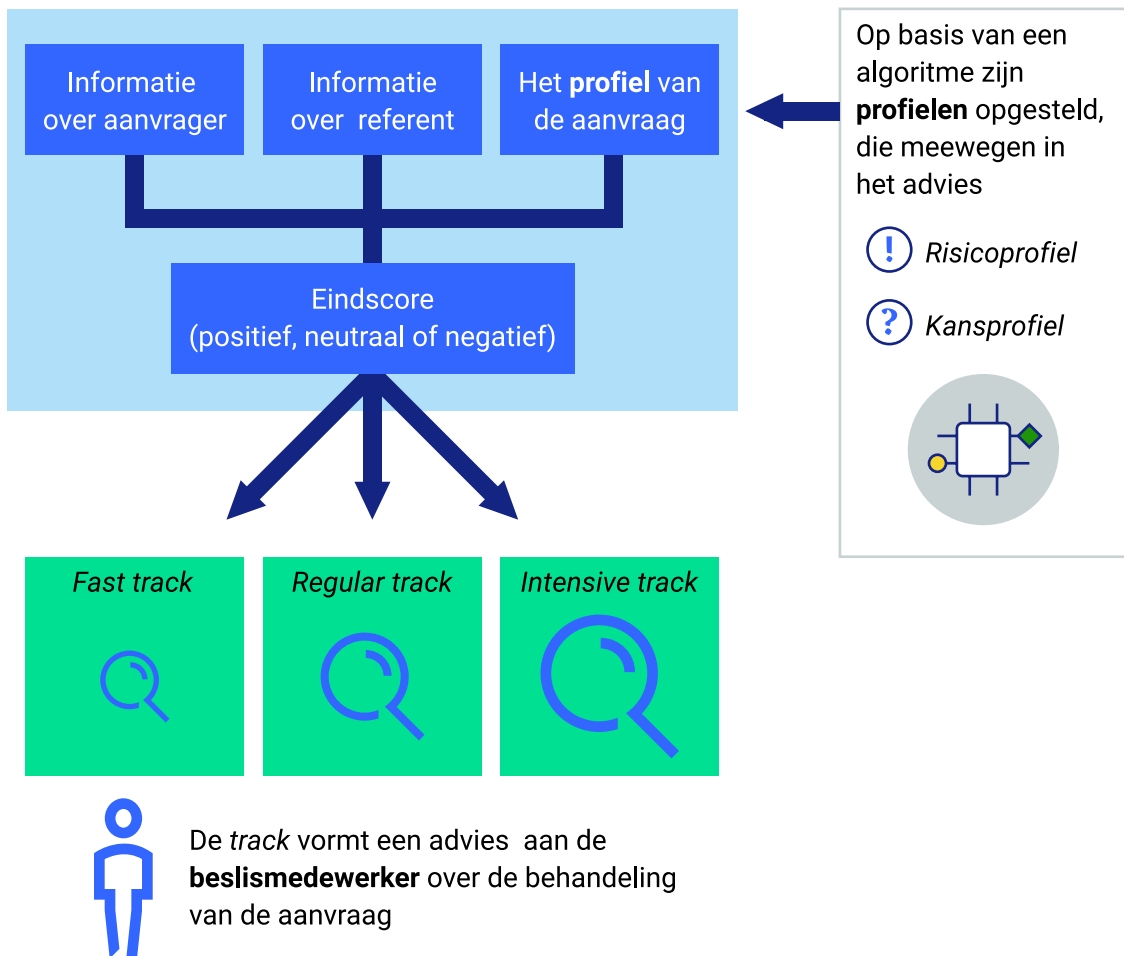 Informatie
over aanvrager
Informatie
over referent
Het profiel van
de aanvraag
Eindscore
(positief, neutraal of negatief)
Op basis van een
algoritme zijn
profielen opgesteld,
die meewegen in
het advies
! Risicoprofiel
? Kansprofiel
Fast track
Regular track
Intensive track
De track vormt een advies aan de
beslismedewerker over de behandeling
van de aanvraag